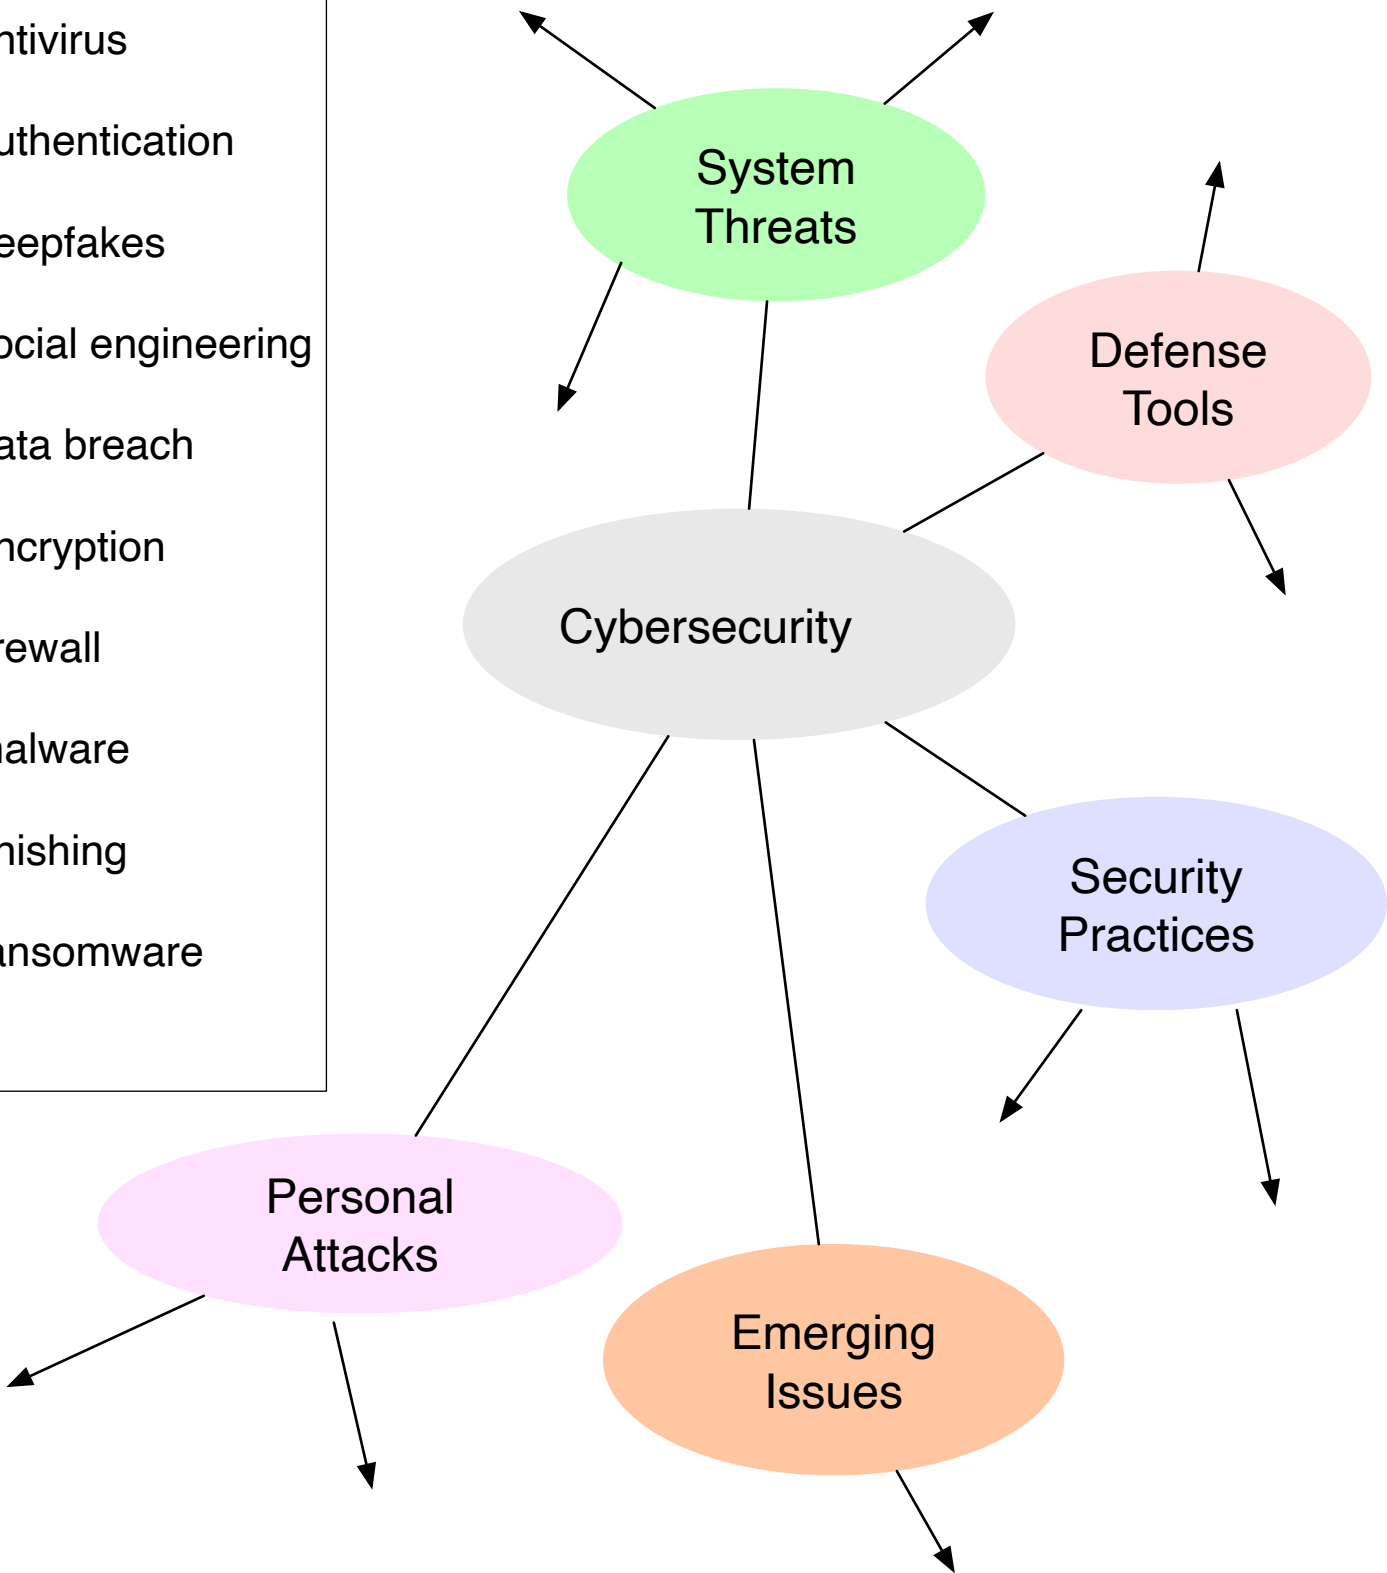 ntivirus
uthentication
eepfakes
ocial engineering
ata breach
ncryption
rewall
alware
hishing
ansomware
System
Threats
Defense
Tools
Cybersecurity
Security
Practices
Personal
Attacks
Emerging
Issues